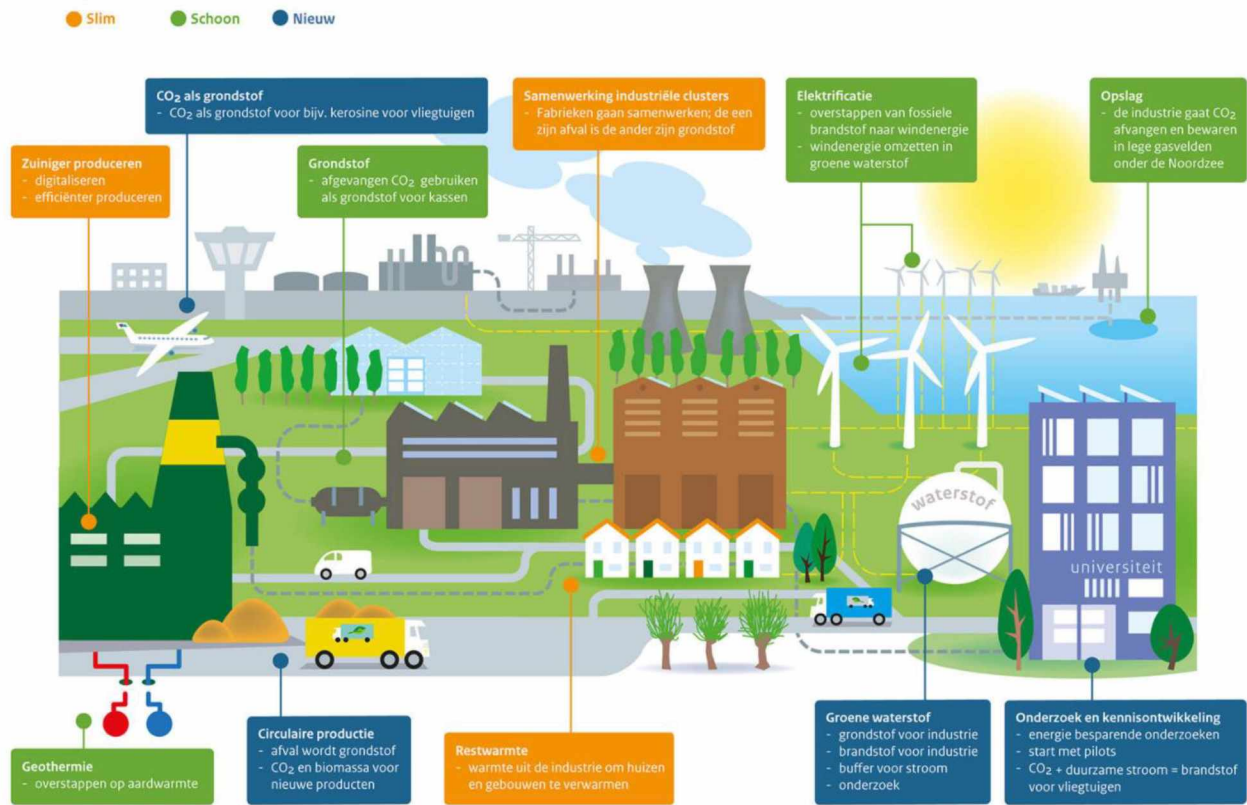 Slim
Schoon
Nieuw
CO₂ als grondstof
- CO₂ als grondstof voor bijv. kerosine voor vliegtuigen
Samenwerking industriële clusters
- Fabrieken gaan samenwerken; de een
zijn afval is de ander zijn grondstof
Elektrificatie
- overstappen van fossiele
brandstof naar windenergie
- windenergie omzetten in
groene waterstof
Opslag
- de industrie gaat CO₂
afvangen en bewaren
in lege gasvelden
onder de Noordzee
Zuiniger produceren
- digitaliseren
- efficiënter produceren
Grondstof
- afgevangen CO₂ gebruiken
als grondstof voor kassen
waterstof
universiteit
Geothermie
- overstappen op aardwarmte
Circulaire productie
- afval wordt grondstof
- CO₂ en biomassa voor
nieuwe producten
Restwarmte
- warmte uit de industrie om huizen
en gebouwen te verwarmen
Groene waterstof
- grondstof voor industrie
- brandstof voor industrie
- buffer voor stroom
- onderzoek
Onderzoek en kennisontwikkeling
- energie besparende onderzoeken
- start met pilots
- CO₂ + duurzame stroom = brandstof
voor vliegtuigen